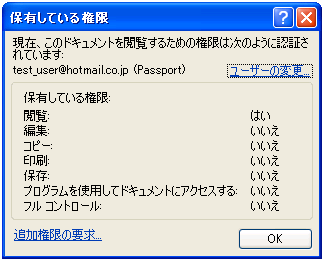 保有している権限
現在、このドキュメントを閲覧するための権限は次のように認証さ
れています:
test_user@hotmail.co.jp (Passport)
ユーザーの変更...
保有している権限:
閲覧: はい
編集: いいえ
コピー: いいえ
印刷: いいえ
保存: いいえ
プログラムを使用してドキュメントにアクセスする: いいえ
フル コントロール: いいえ
追加権限の要求...
OK